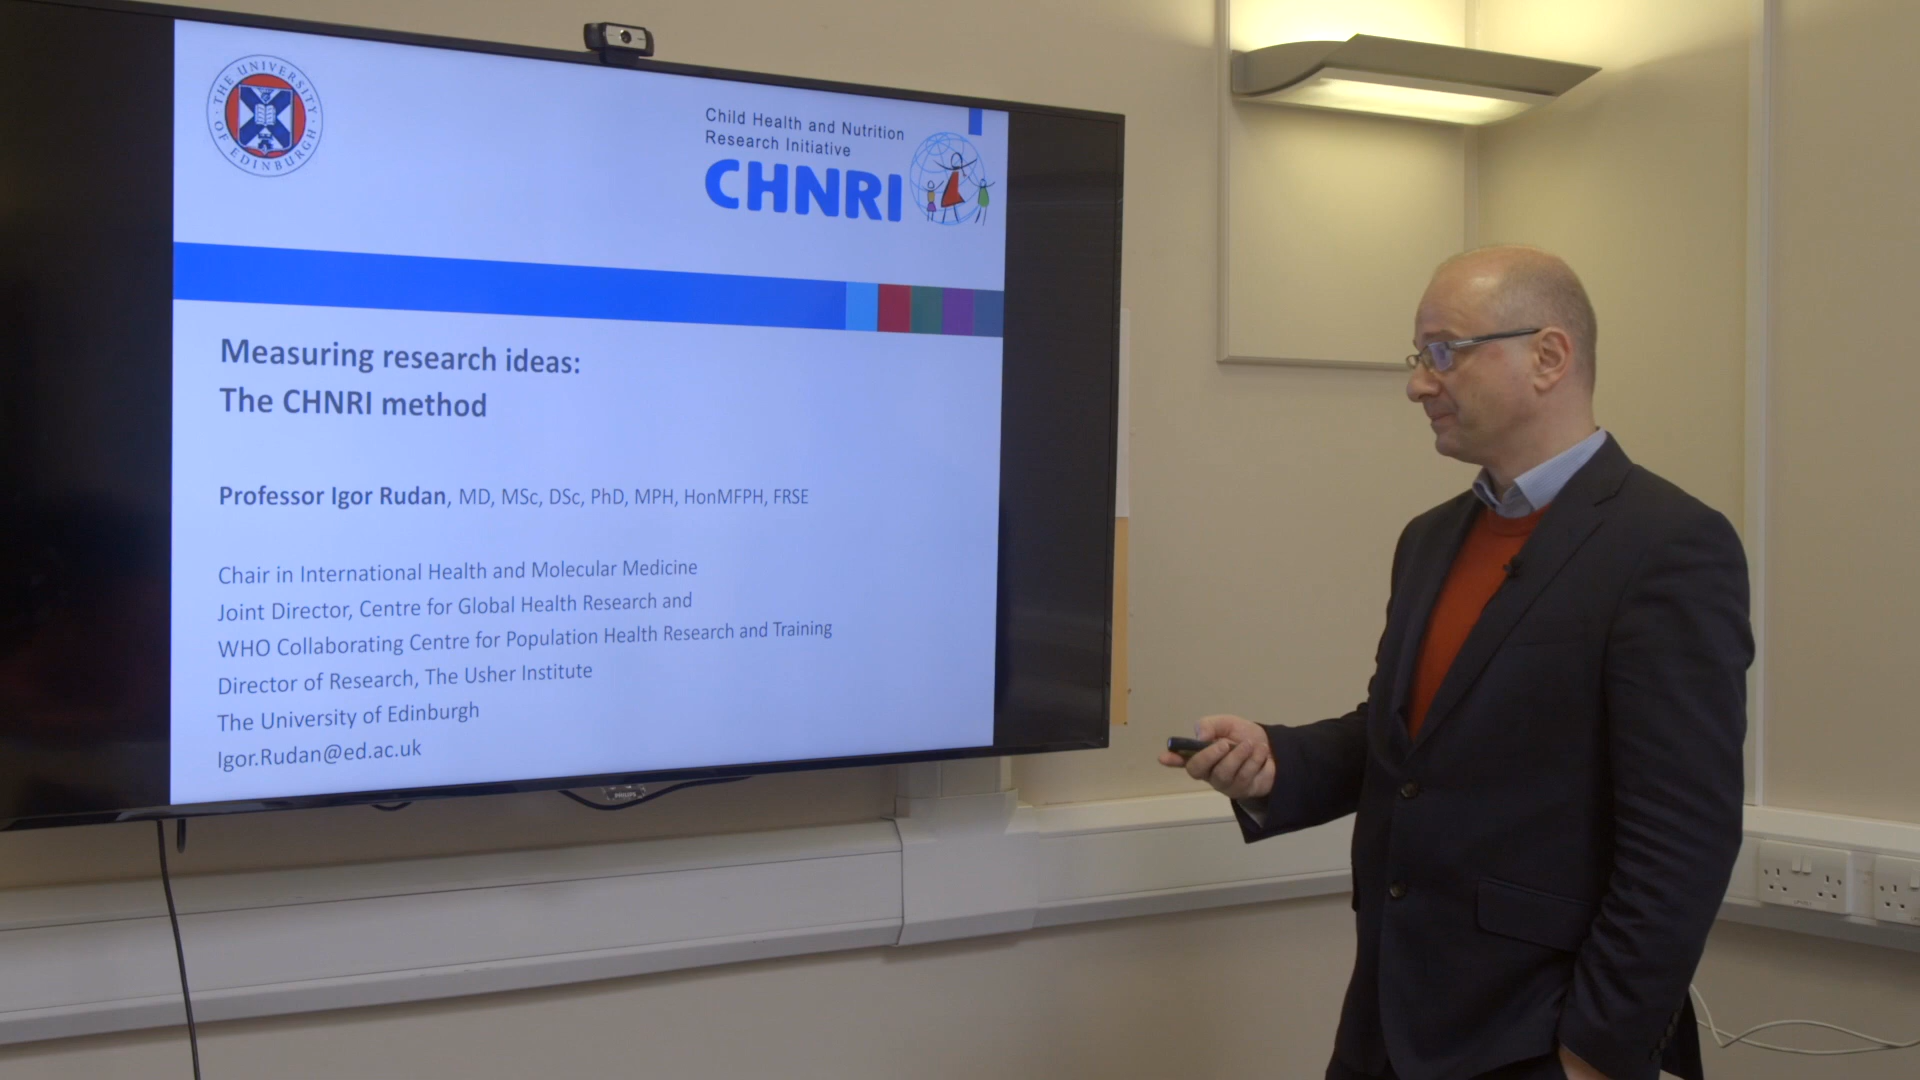 THE UNIVERSITY OF EDINBURGH
Child Health and Nutrition
Research Initiative
CHNRI
Measuring research ideas:
The CHNRI method
Professor Igor Rudan, MD, MSc, DSc, PhD, MPH, HonMFPH, FRSE
Chair in International Health and Molecular Medicine
Joint Director, Centre for Global Health Research and
WHO Collaborating Centre for Population Health Research and Training
Director of Research, The Usher Institute
The University of Edinburgh
Igor.Rudan@ed.ac.uk
PHILIPS